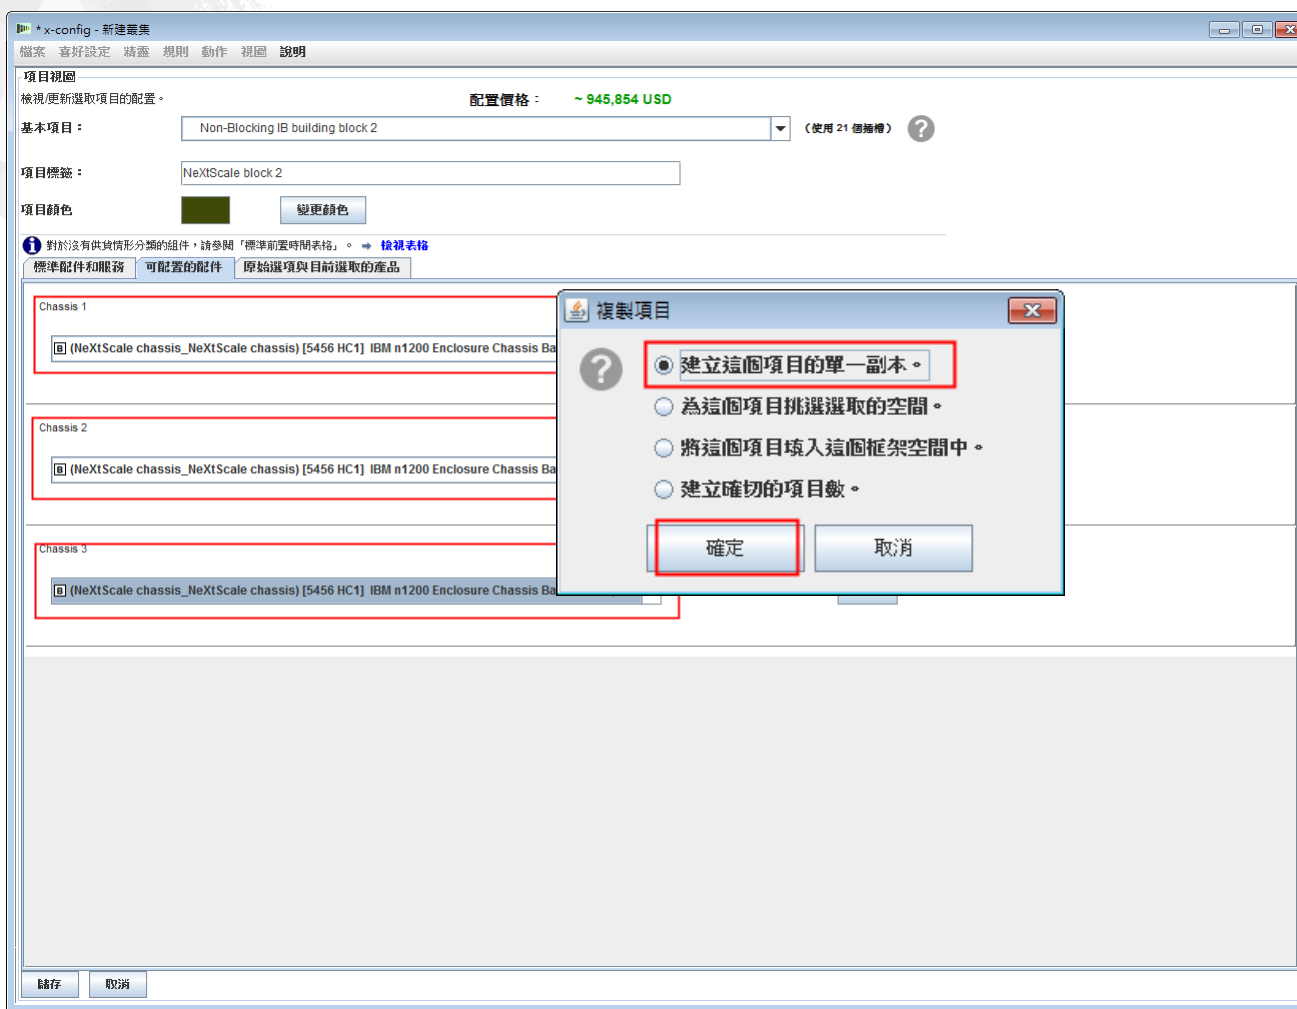 * x-config - 新建叢集
檔案 喜好設定 精靈 規則 動作 視圖 說明
項目視圖
檢視/更新選取項目的配置。 配置價格： ~ 945,854 USD
基本項目： Non-Blocking IB building block 2 （使用 21 個插槽）
項目標籤： NeXtScale block 2
項目顏色 變更顏色
對於沒有供貨情形分類的組件，請參閱「標準前置時間表格」。 檢視表格
標準配件和服務 可配置的配件 原始選項與目前選取的產品
Chassis 1
B (NeXtScale chassis_NeXtScale chassis) [5456 HC1] IBM n1200 Enclosure Chassis Ba
Chassis 2
B (NeXtScale chassis_NeXtScale chassis) [5456 HC1] IBM n1200 Enclosure Chassis Ba
Chassis 3
B (NeXtScale chassis_NeXtScale chassis) [5456 HC1] IBM n1200 Enclosure Chassis Ba
複製項目
建立這個項目的單一副本。
為這個項目挑選選取的空間。
將這個項目填入這個框架空間中。
建立確切的項目數。
確定 取消
儲存 取消